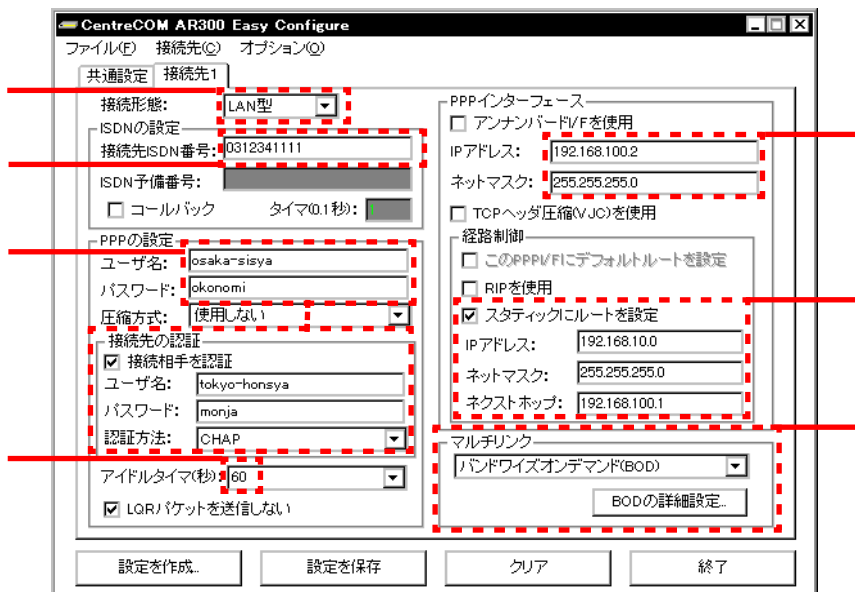 CentreCOM AR300 Easy Configure
ファイル(F) 接続先(C) オプション(O)
共通設定 接続先1
接続形態: LAN型
ISDNの設定
接続先ISDN番号: 0312341111
ISDN予備番号:
コールバック タイマ(0.1秒): 1
PPPの設定
ユーザ名: osaka-sisya
パスワード: okonomi
圧縮方式: 使用しない
接続先の認証
接続相手を認証
ユーザ名: tokyo-honsya
パスワード: monja
認証方法: CHAP
アイドルタイマ(秒): 60
LQRパケットを送信しない
PPPインターフェース
アンナンバードI/Fを使用
IPアドレス: 192.168.100.2
ネットマスク: 255.255.255.0
TCPヘッダ圧縮(VJC)を使用
経路制御
このPPPI/Fにデフォルトルートを設定
RIPを使用
スタティックにルートを設定
IPアドレス: 192.168.10.0
ネットマスク: 255.255.255.0
ネクストホップ: 192.168.100.1
マルチリンク
バンドワイズオンデマンド(BOD)
BODの詳細設定...
設定を作成... 設定を保存 クリア 終了